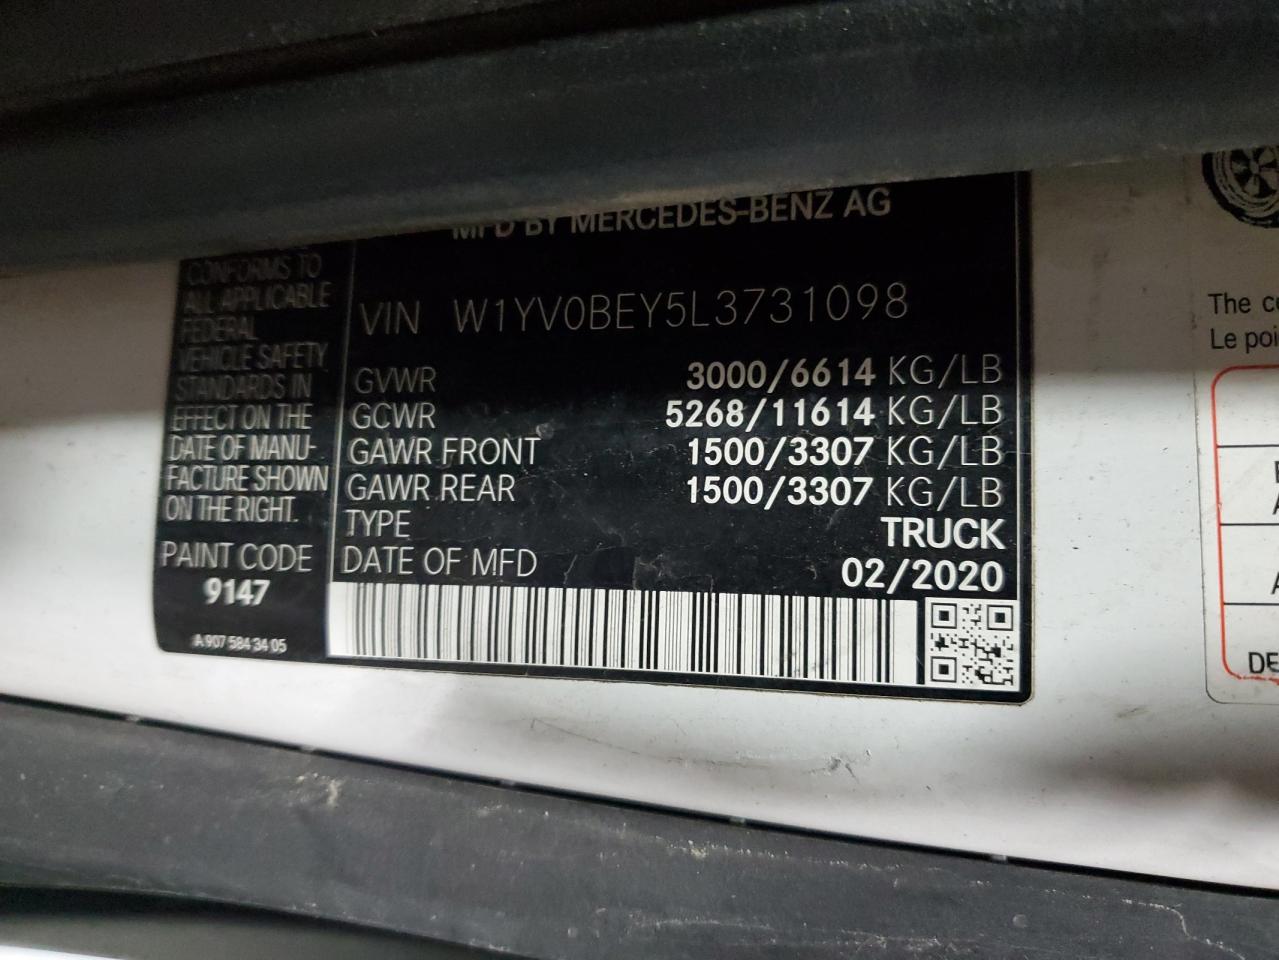 MFD BY MERCEDES-BENZ AG
CONFORMS TO
ALL APPLICABLE
FEDERAL
VEHICLE SAFETY
STANDARDS IN
EFFECT ON THE
DATE OF MANU-
FACTURE SHOWN
ON THE RIGHT.
PAINT CODE
9147
A 907 584 34 05
VIN W1YV0BEY5L3731098
GVWR 3000/6614 KG/LB
GCWR 5268/11614 KG/LB
GAWR FRONT 1500/3307 KG/LB
GAWR REAR 1500/3307 KG/LB
TYPE TRUCK
DATE OF MFD 02/2020
The
Le